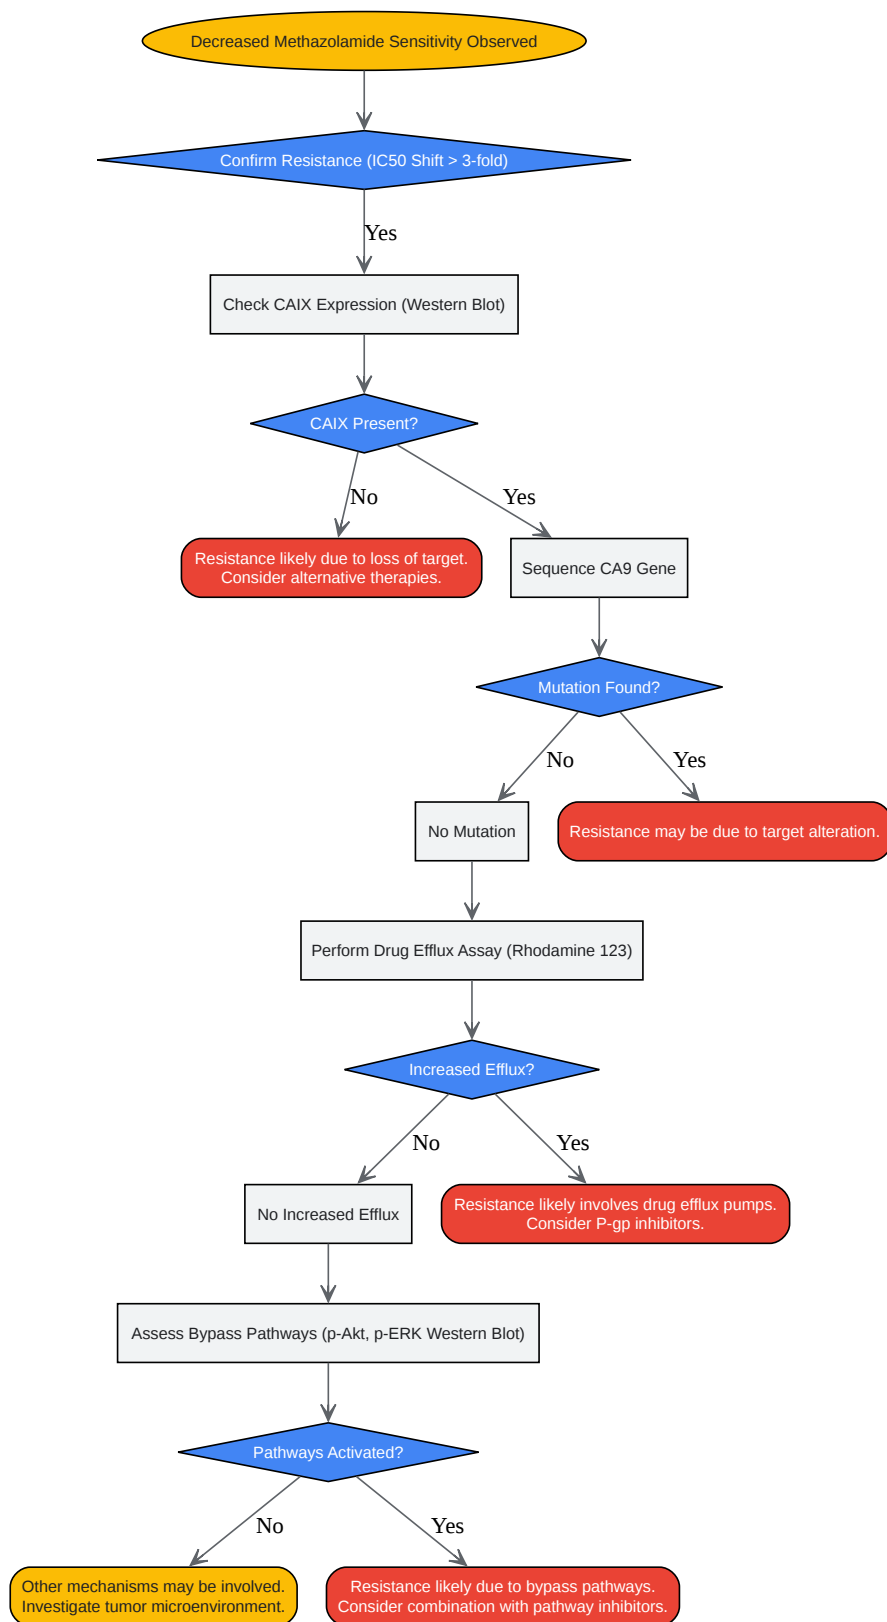 Decreased Methazolamide Sensitivity Observed
Confirm Resistance (IC50 Shift > 3-fold)
Yes
Check CAIX Expression (Western Blot)
CAIX Present?
No
Yes
Resistance likely due to loss of target.
Consider alternative therapies.
Sequence CA9 Gene
Mutation Found?
No
Yes
No Mutation
Resistance may be due to target alteration.
Perform Drug Efflux Assay (Rhodamine 123)
Increased Efflux?
No
Yes
No Increased Efflux
Resistance likely involves drug efflux pumps.
Consider P-gp inhibitors.
Assess Bypass Pathways (p-Akt, p-ERK Western Blot)
Pathways Activated?
No
Yes
Other mechanisms may be involved.
Investigate tumor microenvironment.
Resistance likely due to bypass pathways.
Consider combination with pathway inhibitors.